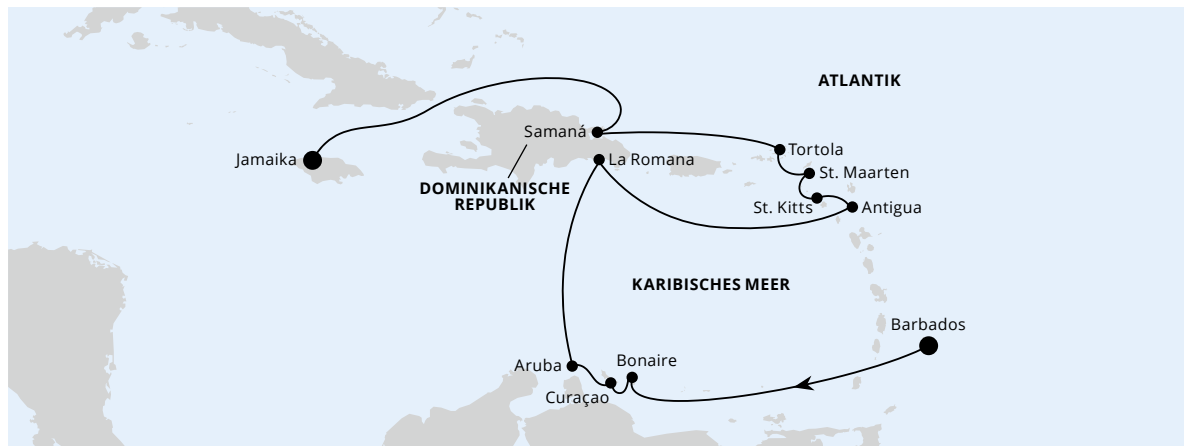 ATLANTIK
Samaná
Tortola
Jamaika
La Romana
St. Maarten
DOMINIKANISCHE
REPUBLIK
St. Kitts
Antigua
KARIBISCHES MEER
Barbados
Bonaire
Aruba
Curaçao